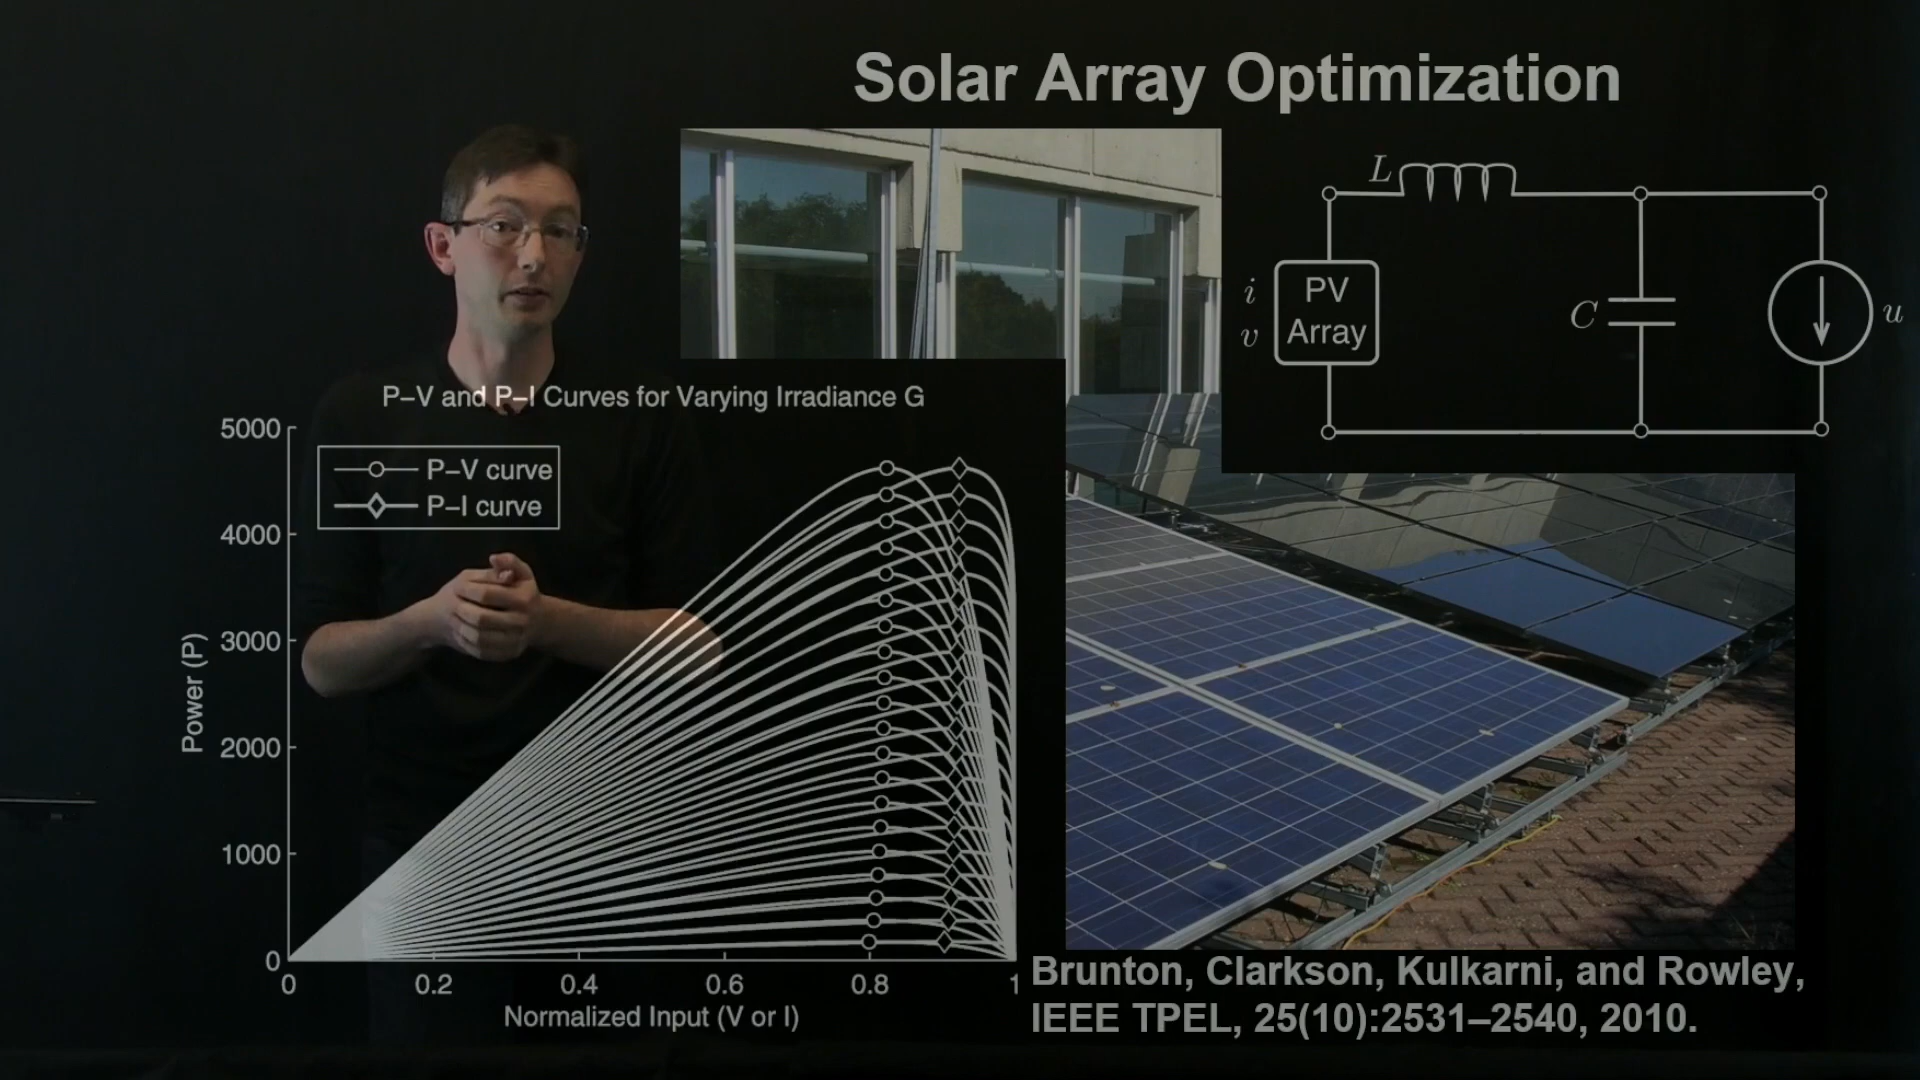 Solar Array Optimization
L
i
v
PV
Array
C
u
P–V and P–I Curves for Varying Irradiance G
5000
4000
3000
2000
1000
0
P–V curve
P–I curve
Power (P)
0 0.2 0.4 0.6 0.8 1
Normalized Input (V or I)
Brunton, Clarkson, Kulkarni, and Rowley,
IEEE TPEL, 25(10):2531–2540, 2010.